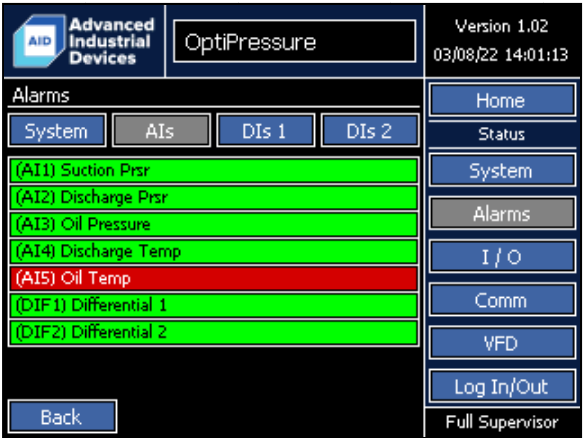 AID
Advanced
Industrial
Devices
OptiPressure
Version 1.02
03/08/22 14:01:13
Alarms
System AIs DIs 1 DIs 2
(AI1) Suction Prsr
(AI2) Discharge Prsr
(AI3) Oil Pressure
(AI4) Discharge Temp
(AI5) Oil Temp
(DIF1) Differential 1
(DIF2) Differential 2
Back
Home
Status
System
Alarms
I / O
Comm
VFD
Log In/Out
Full Supervisor